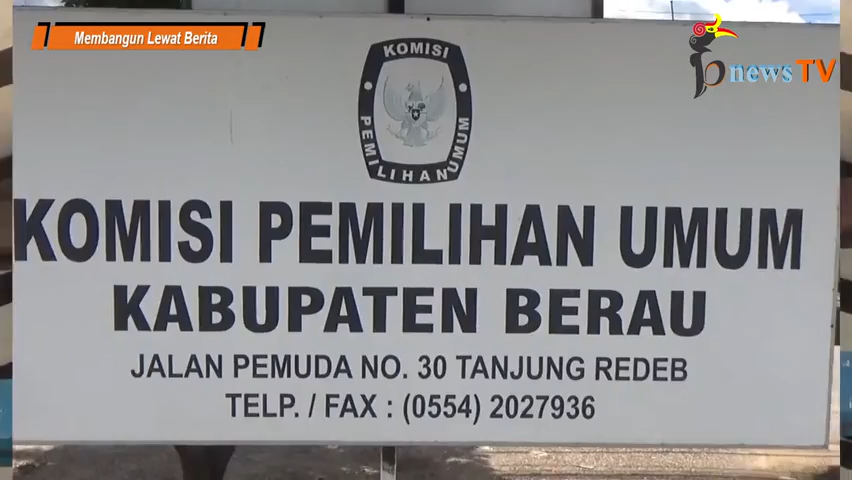 Membangun Lewat Berita
bnewsTV
KOMISI
PEMILIHAN UMUM
KOMISI PEMILIHAN UMUM
KABUPATEN BERAU
JALAN PEMUDA NO. 30 TANJUNG REDEB
TELP. / FAX : (0554) 2027936